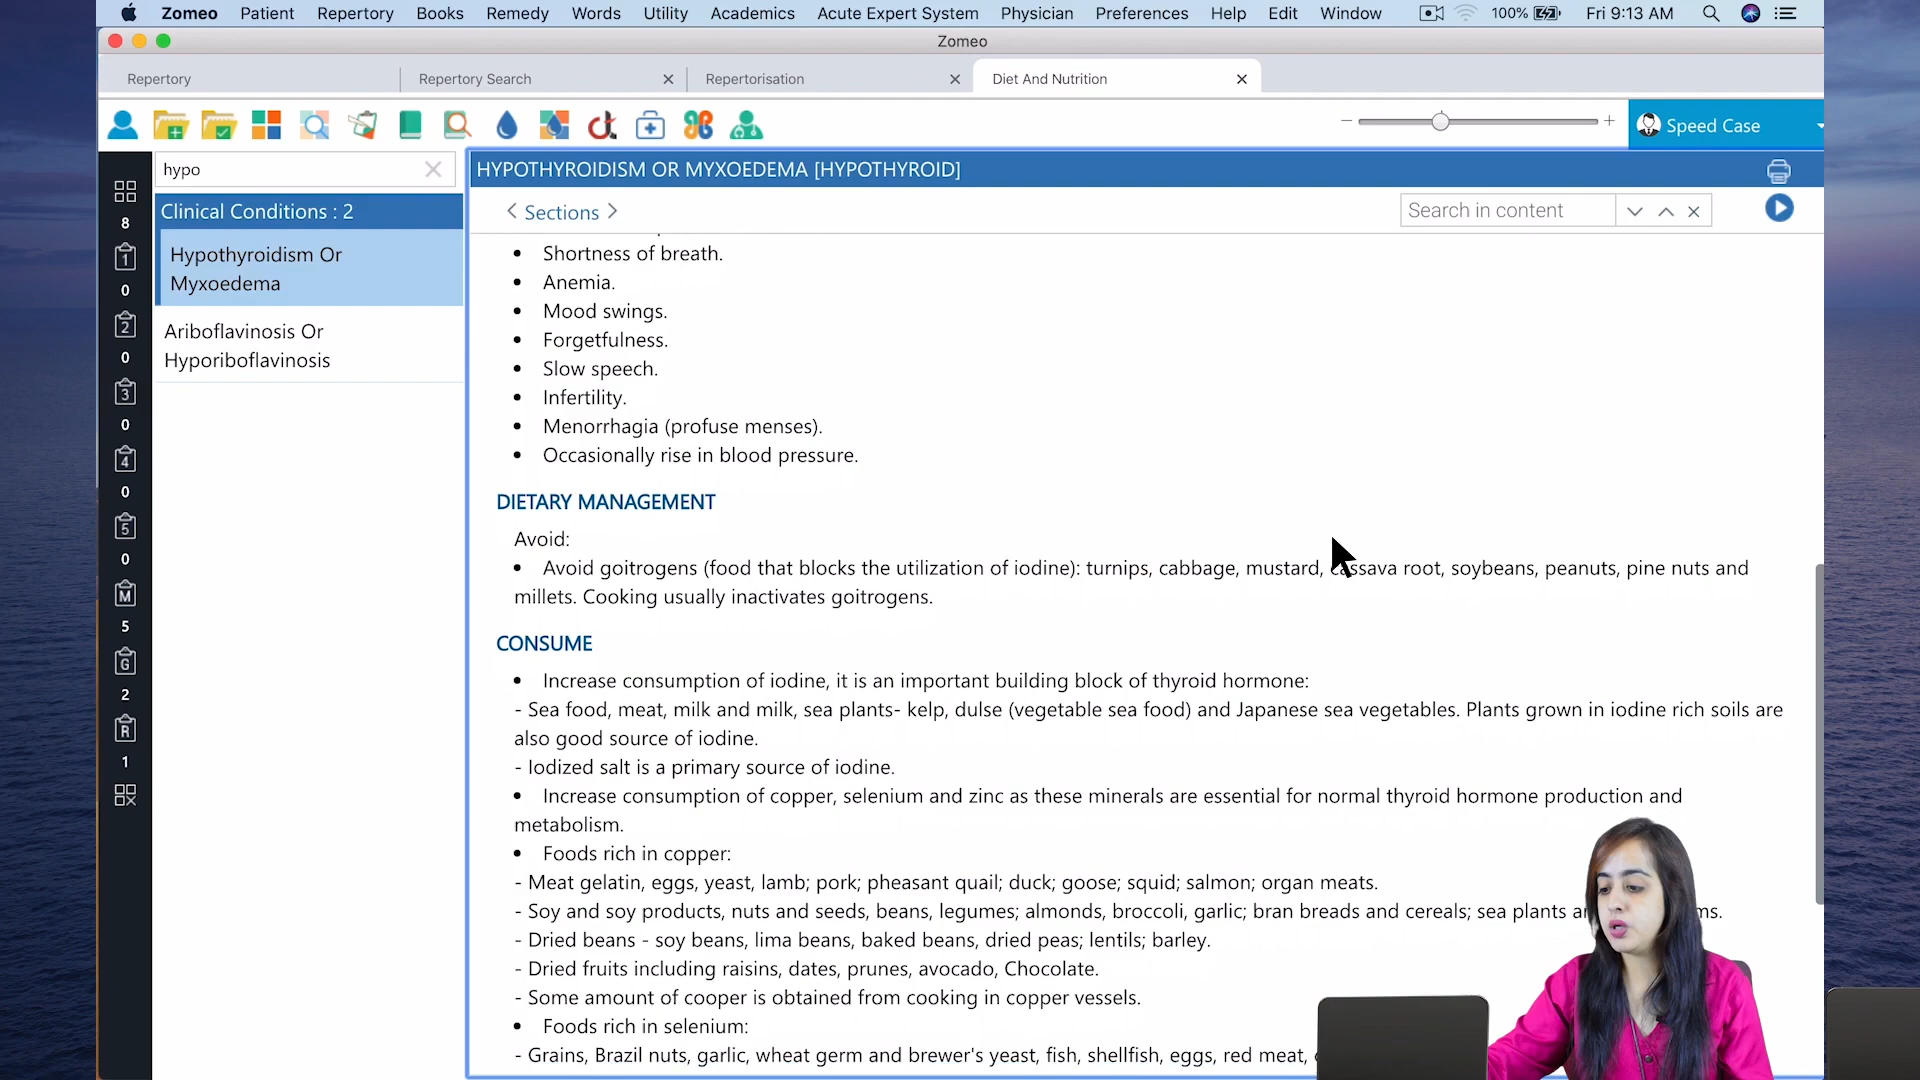 Zomeo Patient Repertory Books Remedy Words Utility Academics Acute Expert System Physician Preferences Help Edit Window 100% Fri 9:13 AM
Zomeo
Repertory Repertory Search Repertorisation Diet And Nutrition
Speed Case
hypo
HYPOTHYROIDISM OR MYXOEDEMA [HYPOTHYROID]
Clinical Conditions : 2
Sections
Search in content
Hypothyroidism Or
Myxoedema
Ariboflavinosis Or
Hyporiboflavinosis
8
1
0
2
0
3
0
4
0
5
0
M
5
G
2
R
1
• Shortness of breath.
• Anemia.
• Mood swings.
• Forgetfulness.
• Slow speech.
• Infertility.
• Menorrhagia (profuse menses).
• Occasionally rise in blood pressure.
DIETARY MANAGEMENT
Avoid:
• Avoid goitrogens (food that blocks the utilization of iodine): turnips, cabbage, mustard, cassava root, soybeans, peanuts, pine nuts and
millets. Cooking usually inactivates goitrogens.
CONSUME
• Increase consumption of iodine, it is an important building block of thyroid hormone:
- Sea food, meat, milk and milk, sea plants- kelp, dulse (vegetable sea food) and Japanese sea vegetables. Plants grown in iodine rich soils are
also good source of iodine.
- Iodized salt is a primary source of iodine.
• Increase consumption of copper, selenium and zinc as these minerals are essential for normal thyroid hormone production and
metabolism.
• Foods rich in copper:
- Meat gelatin, eggs, yeast, lamb; pork; pheasant quail; duck; goose; squid; salmon; organ meats.
- Soy and soy products, nuts and seeds, beans, legumes; almonds, broccoli, garlic; bran breads and cereals; sea plants
- Dried beans - soy beans, lima beans, baked beans, dried peas; lentils; barley.
- Dried fruits including raisins, dates, prunes, avocado, Chocolate.
- Some amount of cooper is obtained from cooking in copper vessels.
• Foods rich in selenium:
- Grains, Brazil nuts, garlic, wheat germ and brewer's yeast, fish, shellfish, eggs, red meat,